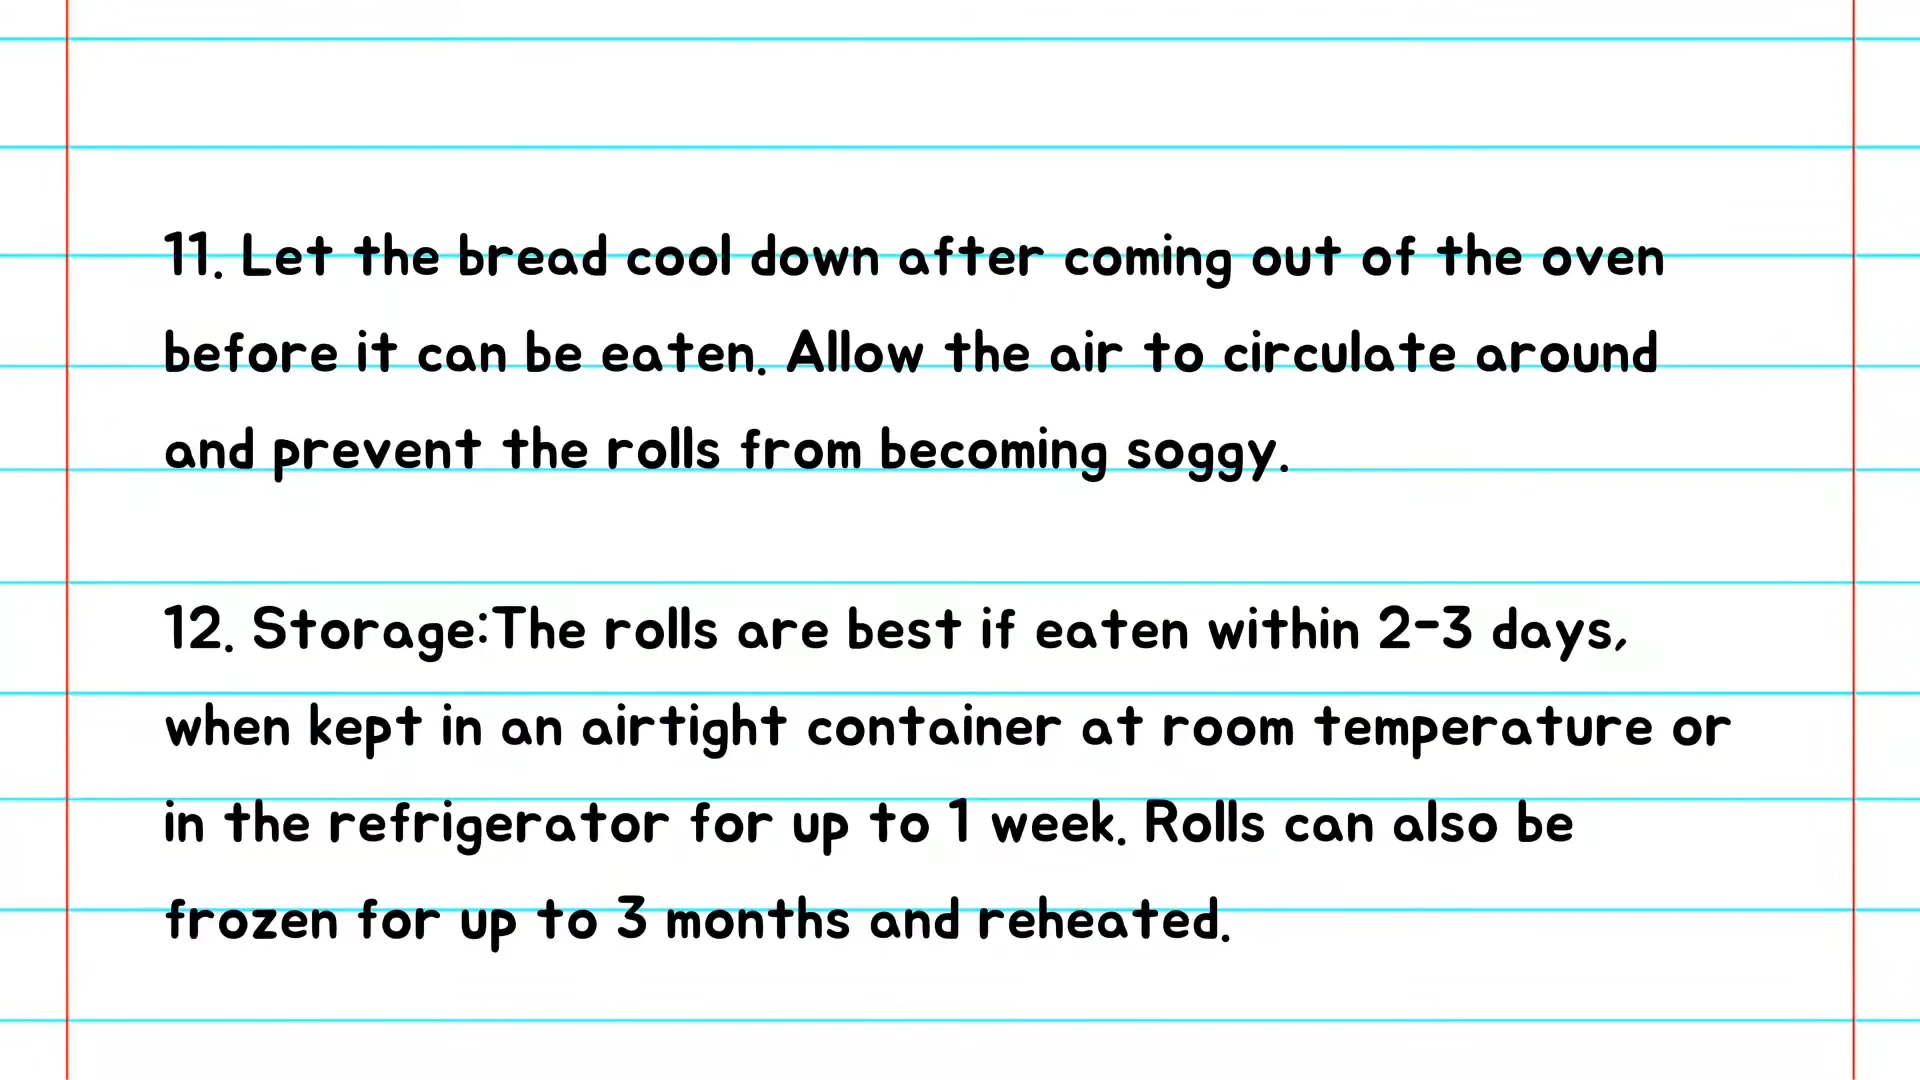 11. Let the bread cool down after coming out of the oven
before it can be eaten. Allow the air to circulate around
and prevent the rolls from becoming soggy.
12. Storage:The rolls are best if eaten within 2-3 days,
when kept in an airtight container at room temperature or
in the refrigerator for up to 1 week. Rolls can also be
frozen for up to 3 months and reheated.